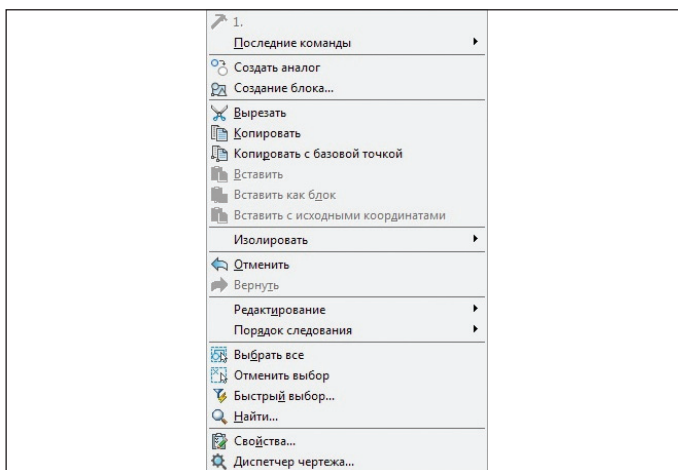 1.
Последние команды
Создать аналог
Создание блока...
Вырезать
Копировать
Копировать с базовой точкой
Вставить
Вставить как блок
Вставить с исходными координатами
Изолировать
Отменить
Вернуть
Редактирование
Порядок следования
Выбрать все
Отменить выбор
Быстрый выбор...
Найти...
Свойства...
Диспетчер чертежа...